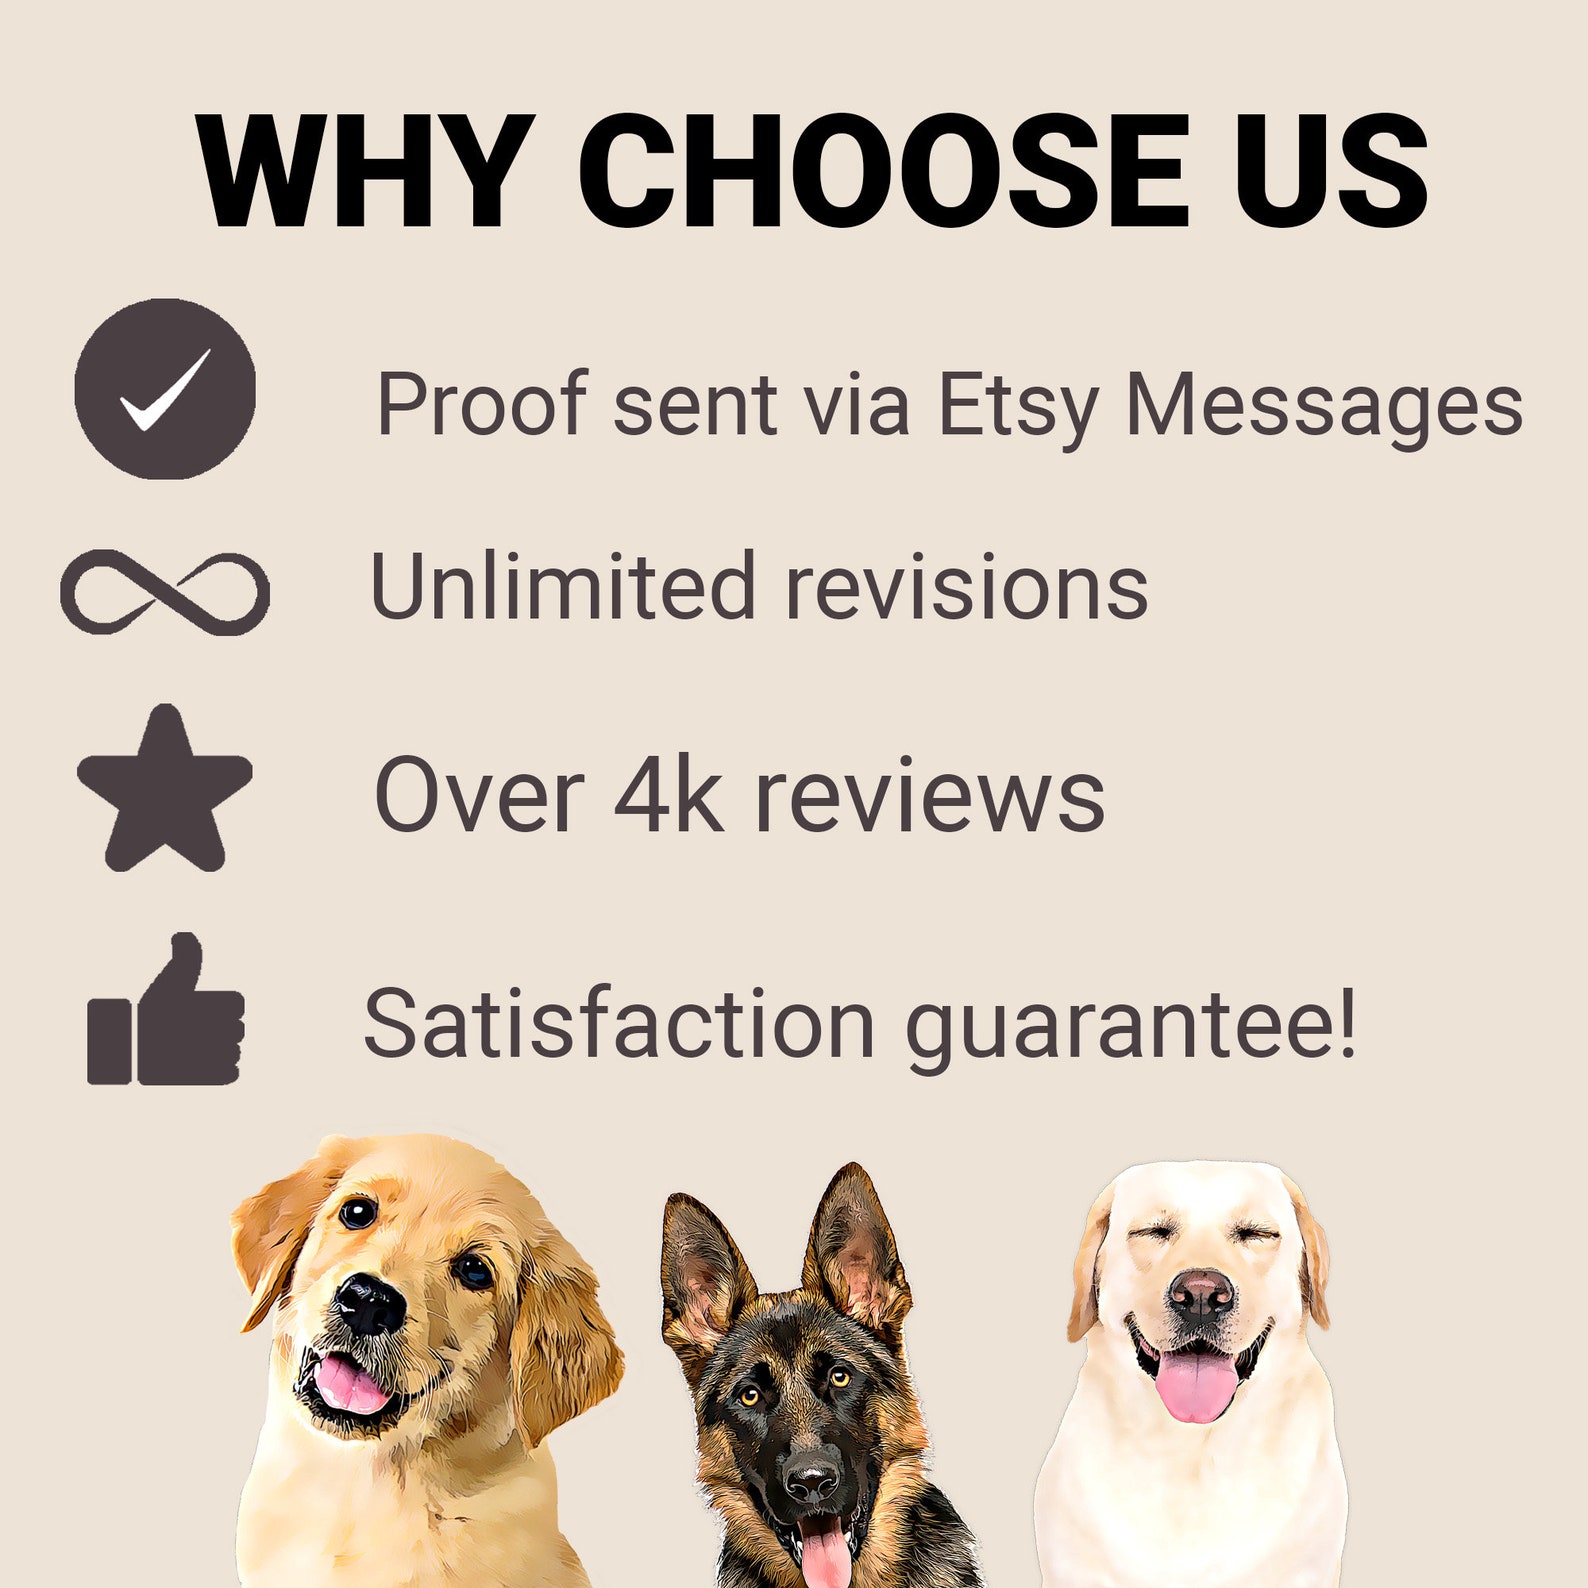 WHY CHOOSE US
Proof sent via Etsy Messages
Unlimited revisions
Over 4k reviews
Satisfaction guarantee!